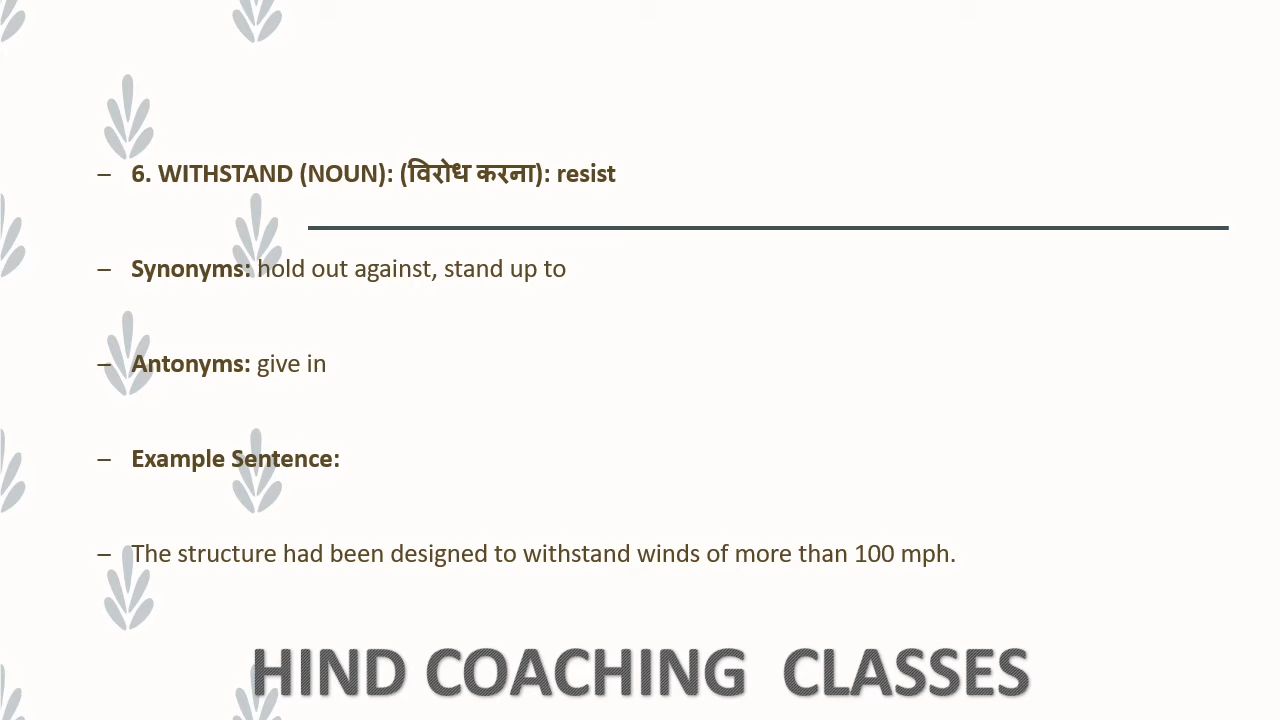 – 6. WITHSTAND (NOUN): (विरोध करना): resist
– Synonyms: hold out against, stand up to
– Antonyms: give in
– Example Sentence:
– The structure had been designed to withstand winds of more than 100 mph.
HIND COACHING CLASSES